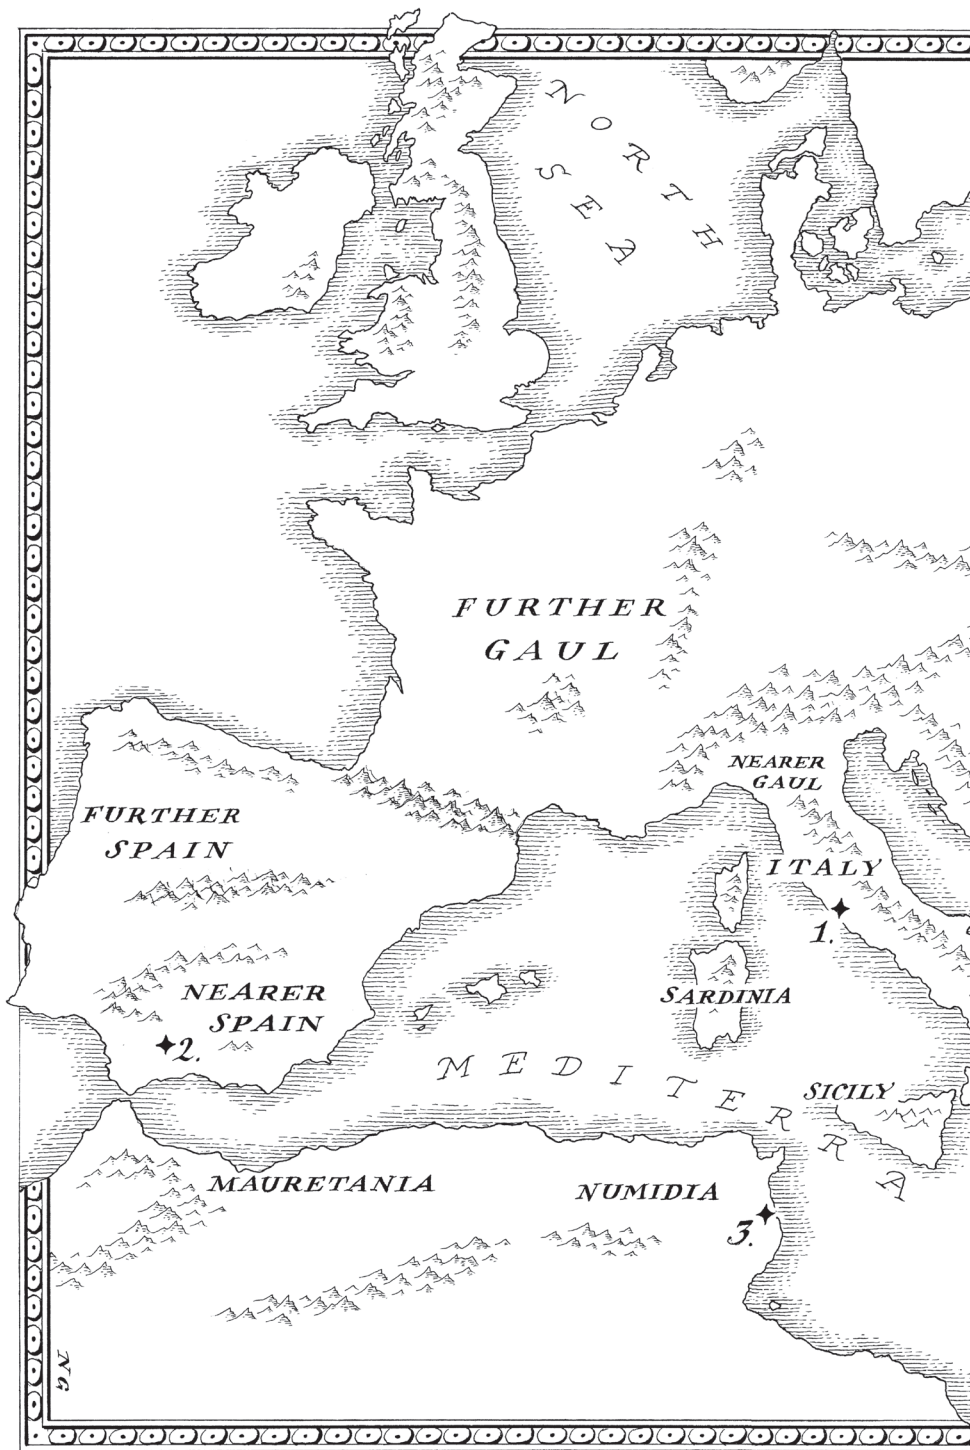 NORTH
SEA
FURTHER
GAUL
NEARER
GAUL
FURTHER
SPAIN
ITALY
1.
NEARER
SPAIN
SARDINIA
2.
MEDITERRA
SICILY
MAURETANIA
NUMIDIA
3.
NG